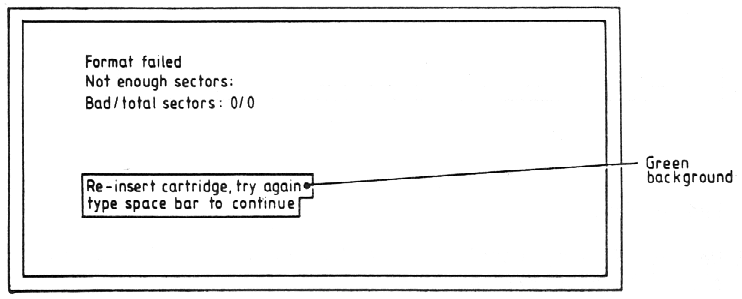 Format failed
Not enough sectors:
Bad/total sectors: 0/0
Re-insert cartridge, try again
type space bar to continue
Green
background